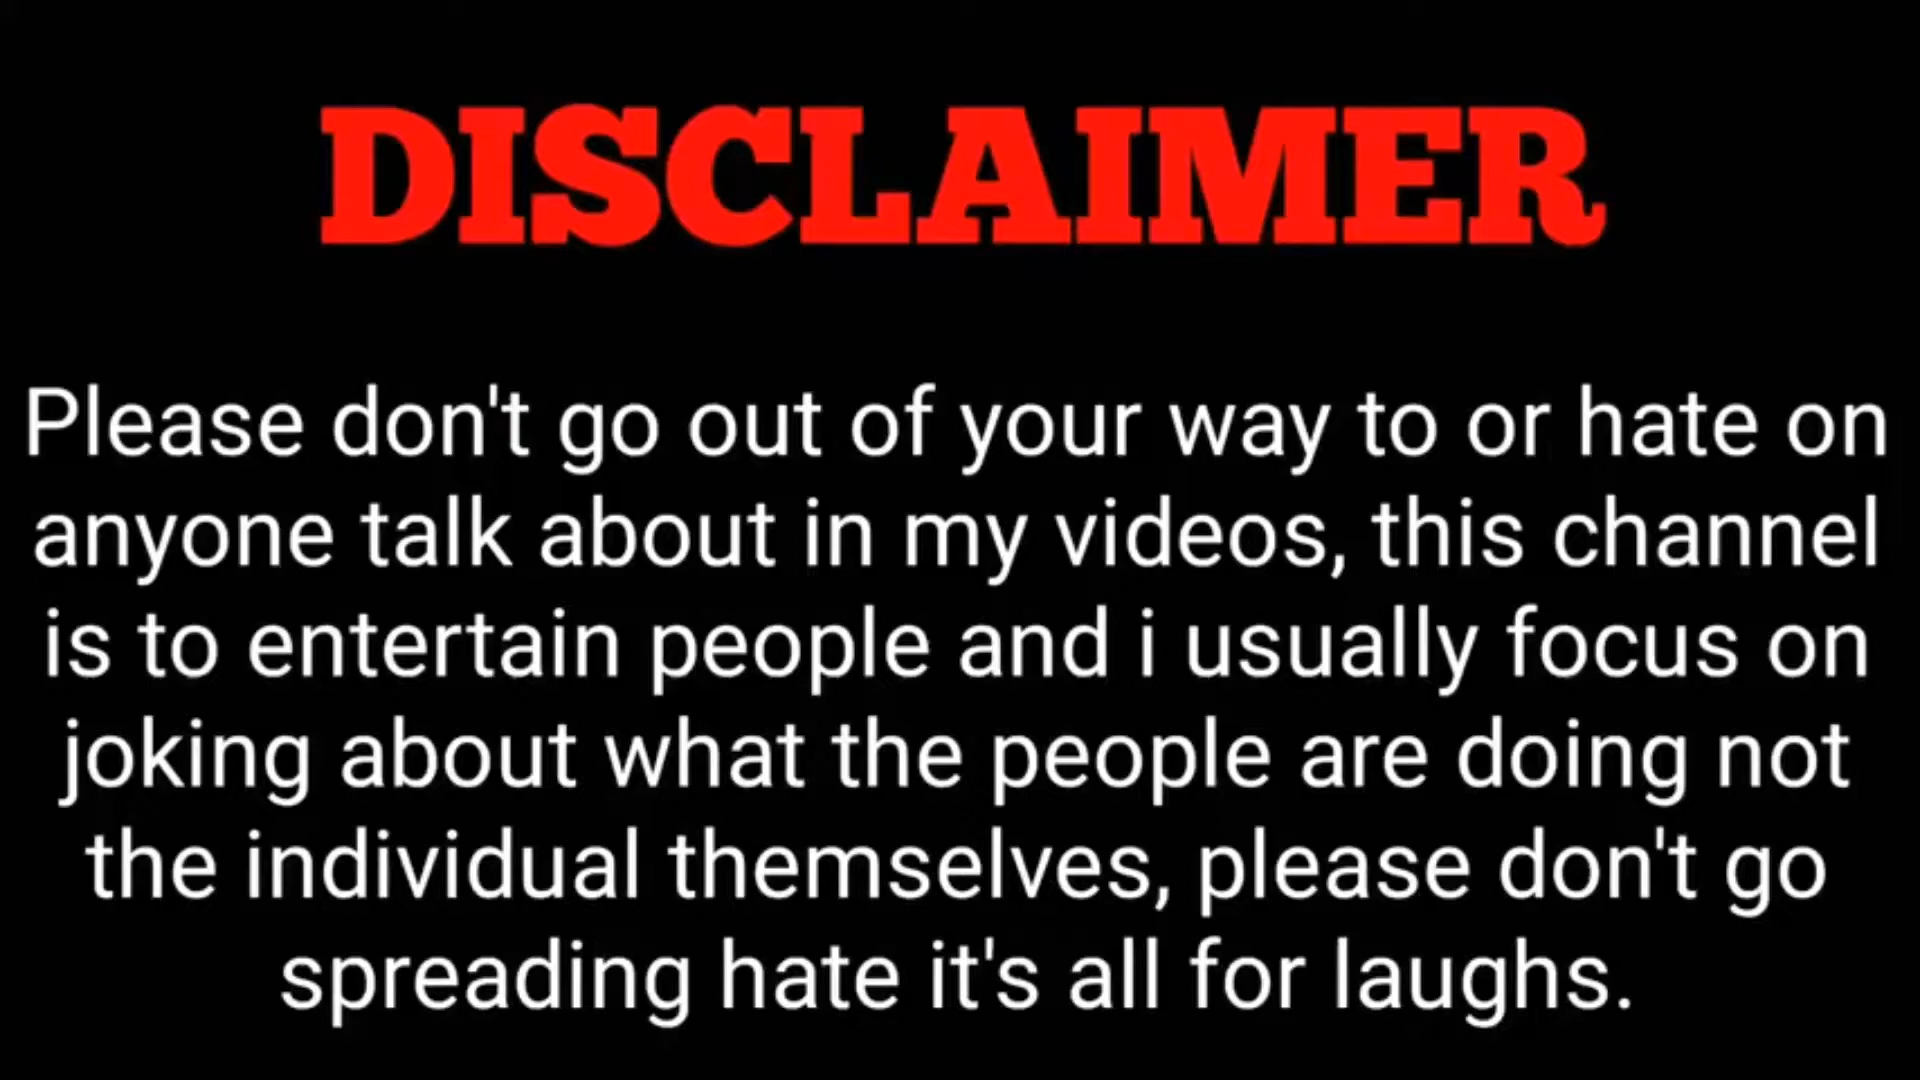 DISCLAIMER
Please don't go out of your way to or hate on
anyone talk about in my videos, this channel
is to entertain people and i usually focus on
joking about what the people are doing not
the individual themselves, please don't go
spreading hate it's all for laughs.